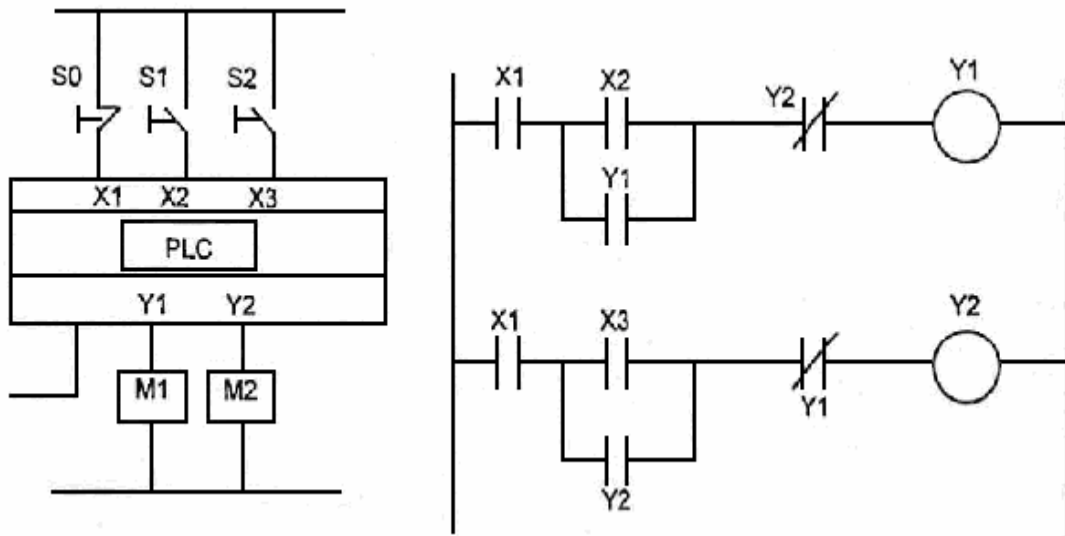 S0 S1 S2
X1 X2 X3
PLC
Y1 Y2
M1 M2
X1 X2 Y2 Y1
Y1
X1 X3 Y1 Y2
Y2